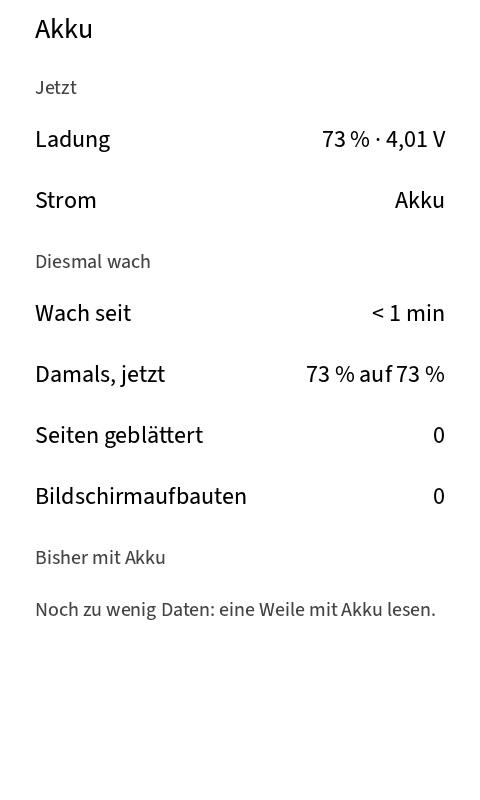 Akku
Jetzt
Ladung 73 % · 4,01 V
Strom Akku
Diesmal wach
Wach seit < 1 min
Damals, jetzt 73 % auf 73 %
Seiten geblättert 0
Bildschirmaufbauten 0
Bisher mit Akku
Noch zu wenig Daten: eine Weile mit Akku lesen.